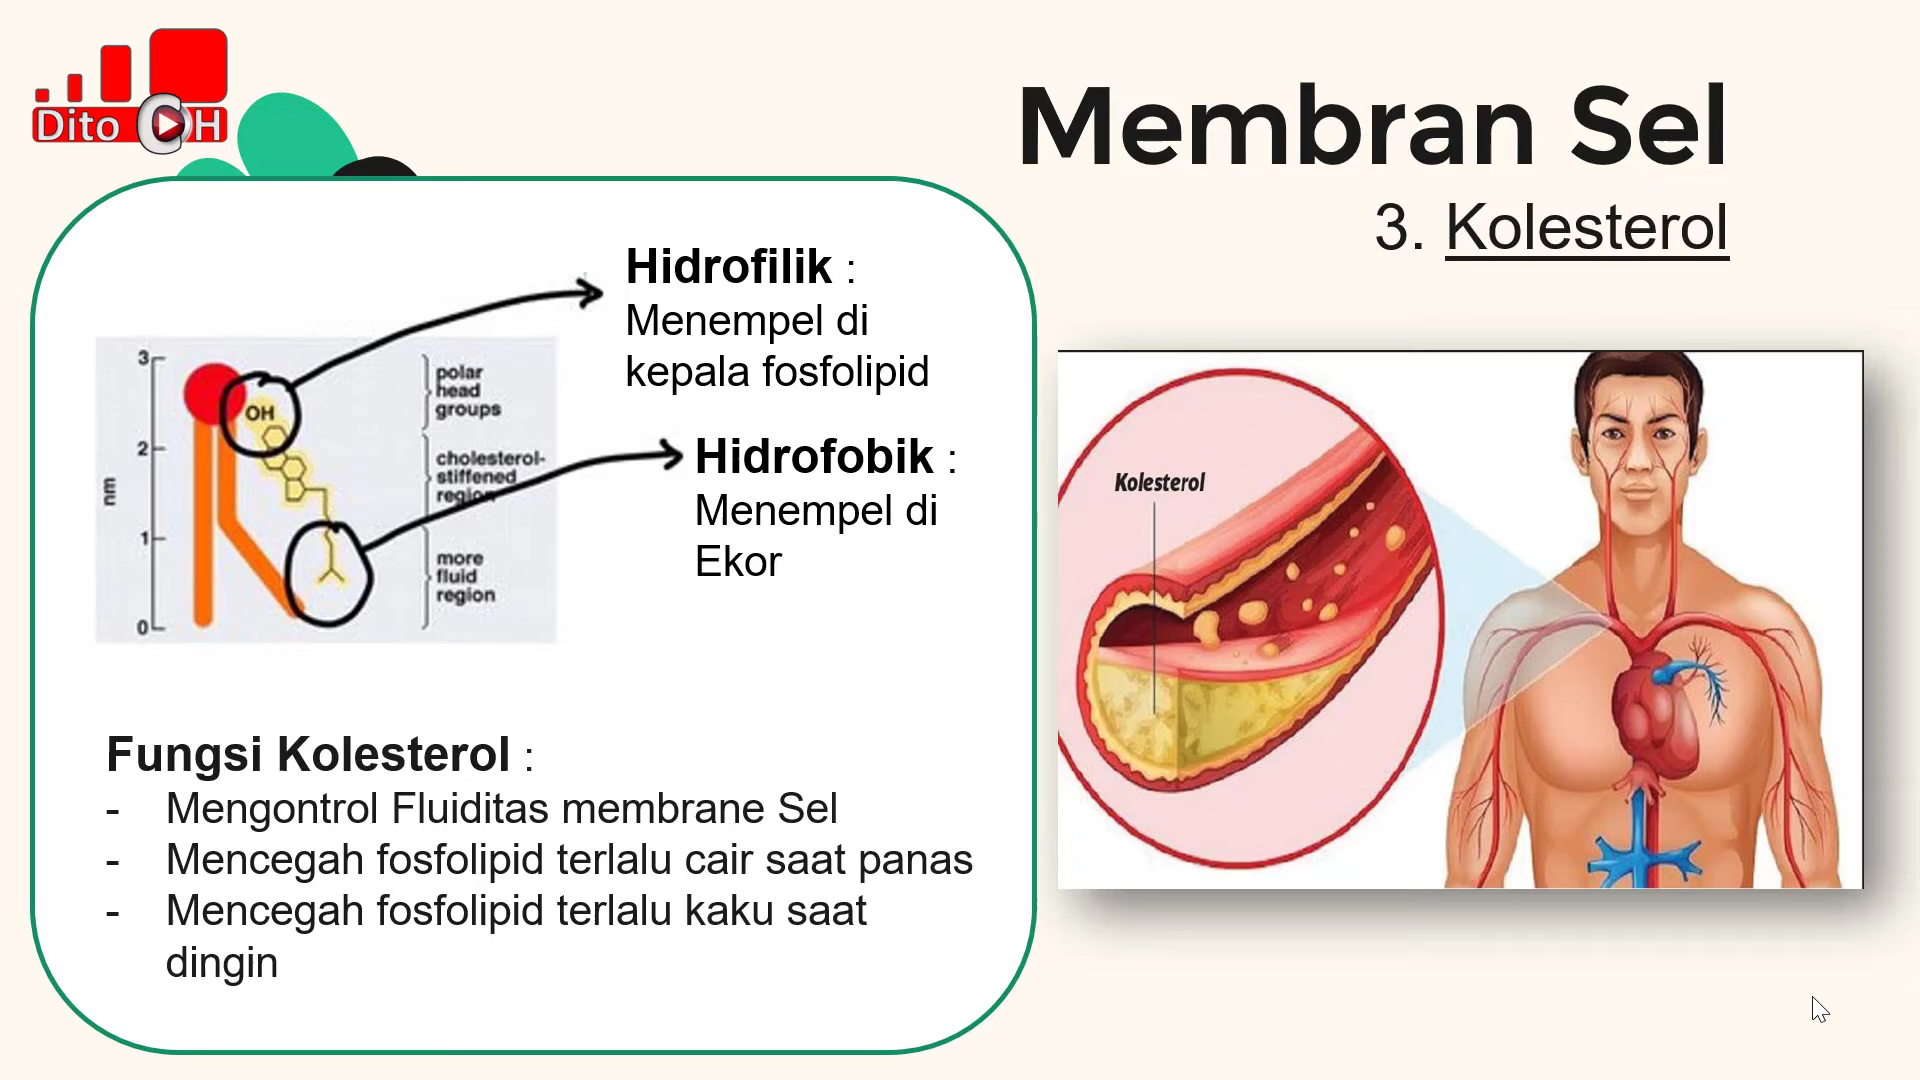 Dito CH
Membran Sel
3. Kolesterol
Hidrofilik :
Menempel di
kepala fosfolipid
Hidrofobik :
Menempel di
Ekor
3
2
1
0
nm
OH
polar
head
groups
cholesterol-
stiffened
region
more
fluid
region
Kolesterol
Fungsi Kolesterol :
- Mengontrol Fluiditas membrane Sel
- Mencegah fosfolipid terlalu cair saat panas
- Mencegah fosfolipid terlalu kaku saat
dingin